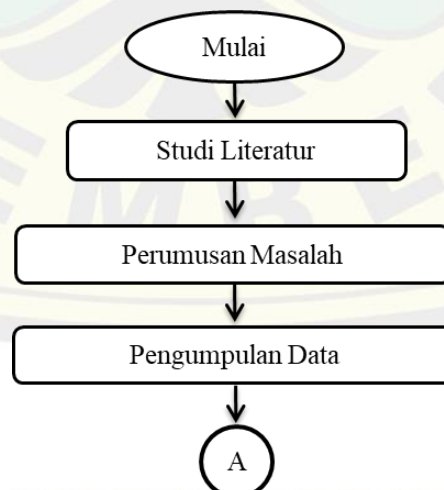 Mulai
Studi Literatur
Perumusan Masalah
Pengumpulan Data
A